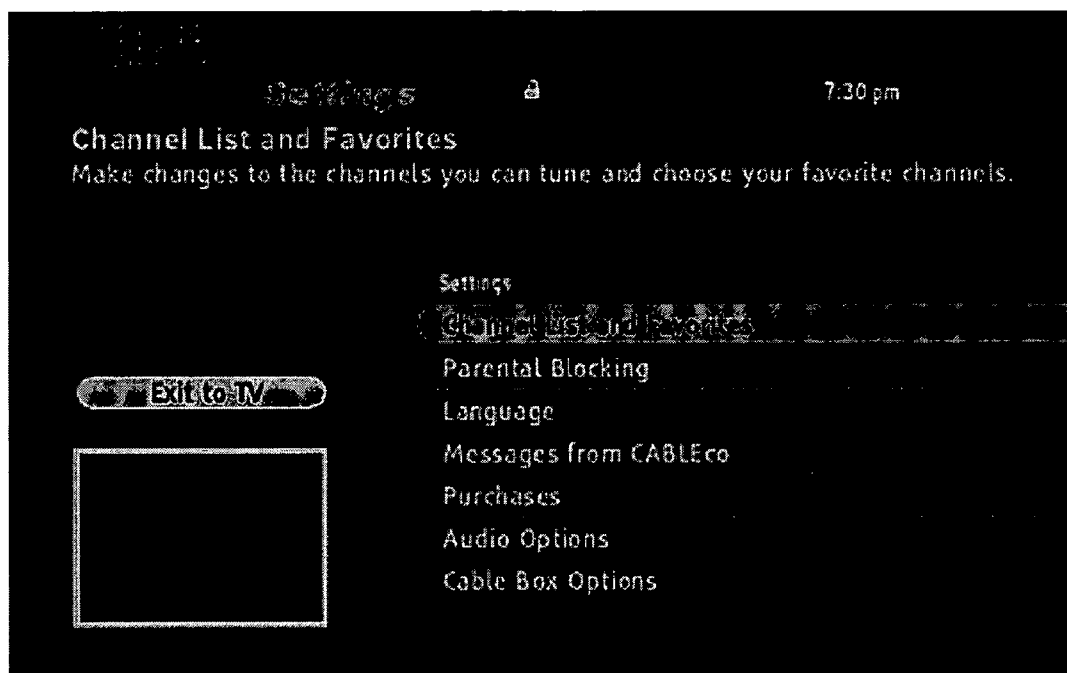 Settings 7:30 pm
Channel List and Favorites
Make changes to the channels you can tune and choose your favorite channels.
Settings
Channel List and Favorites
Parental Blocking
Exit to TV
Language
Messages from CABLEco
Purchases
Audio Options
Cable Box Options